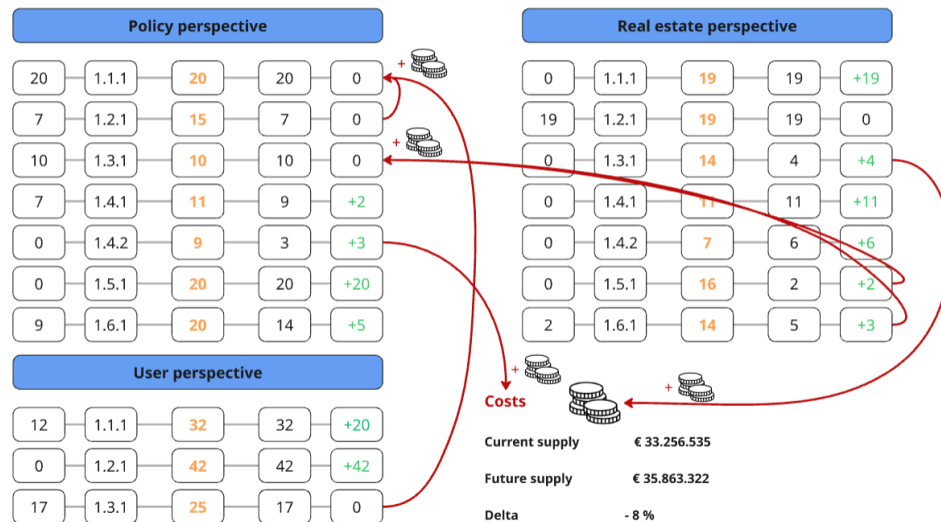 Policy perspective
20 1.1.1 20 20 0
7 1.2.1 15 7 0
10 1.3.1 10 10 0
7 1.4.1 11 9 +2
0 1.4.2 9 3 +3
0 1.5.1 20 20 +20
9 1.6.1 20 14 +5
User perspective
12 1.1.1 32 32 +20
0 1.2.1 42 42 +42
17 1.3.1 25 17 0
+
+
Real estate perspective
0 1.1.1 19 19 +19
19 1.2.1 19 19 0
0 1.3.1 14 4 +4
0 1.4.1 11 11 +11
0 1.4.2 7 6 +6
0 1.5.1 16 2 +2
2 1.6.1 14 5 +3
+
+
Costs
Current supply € 33.256.535
Future supply € 35.863.322
Delta - 8 %